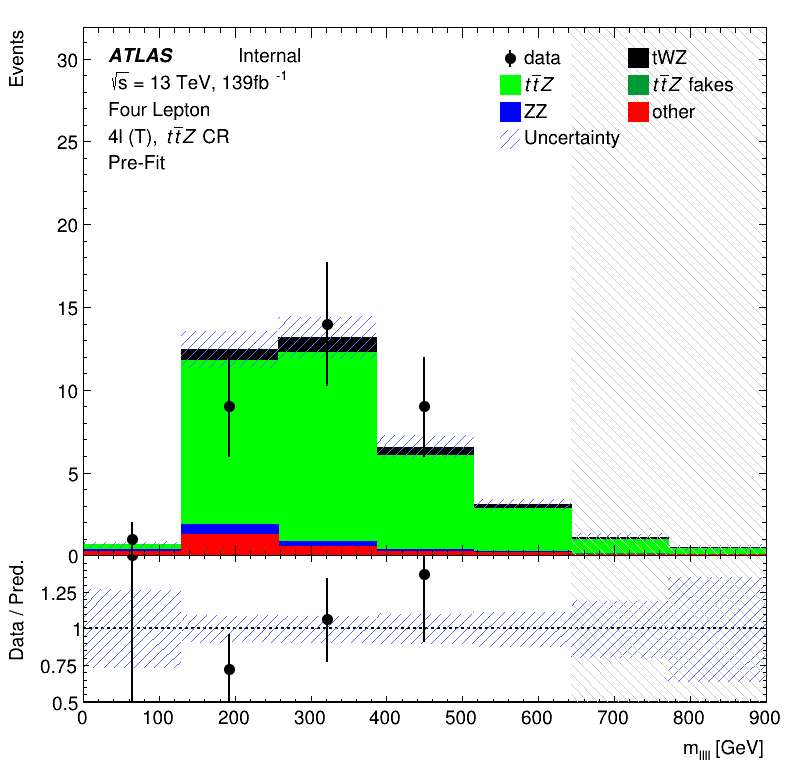 Events
30
25
20
15
10
5
0
ATLAS Internal
√s = 13 TeV, 139fb -1
Four Lepton
4l (T), tt̄Z CR
Pre-Fit
data
tWZ
tt̄Z
tt̄Z fakes
ZZ
other
Uncertainty
Data / Pred.
1.25
1
0.75
0.5
0 100 200 300 400 500 600 700 800 900
m_llll [GeV]